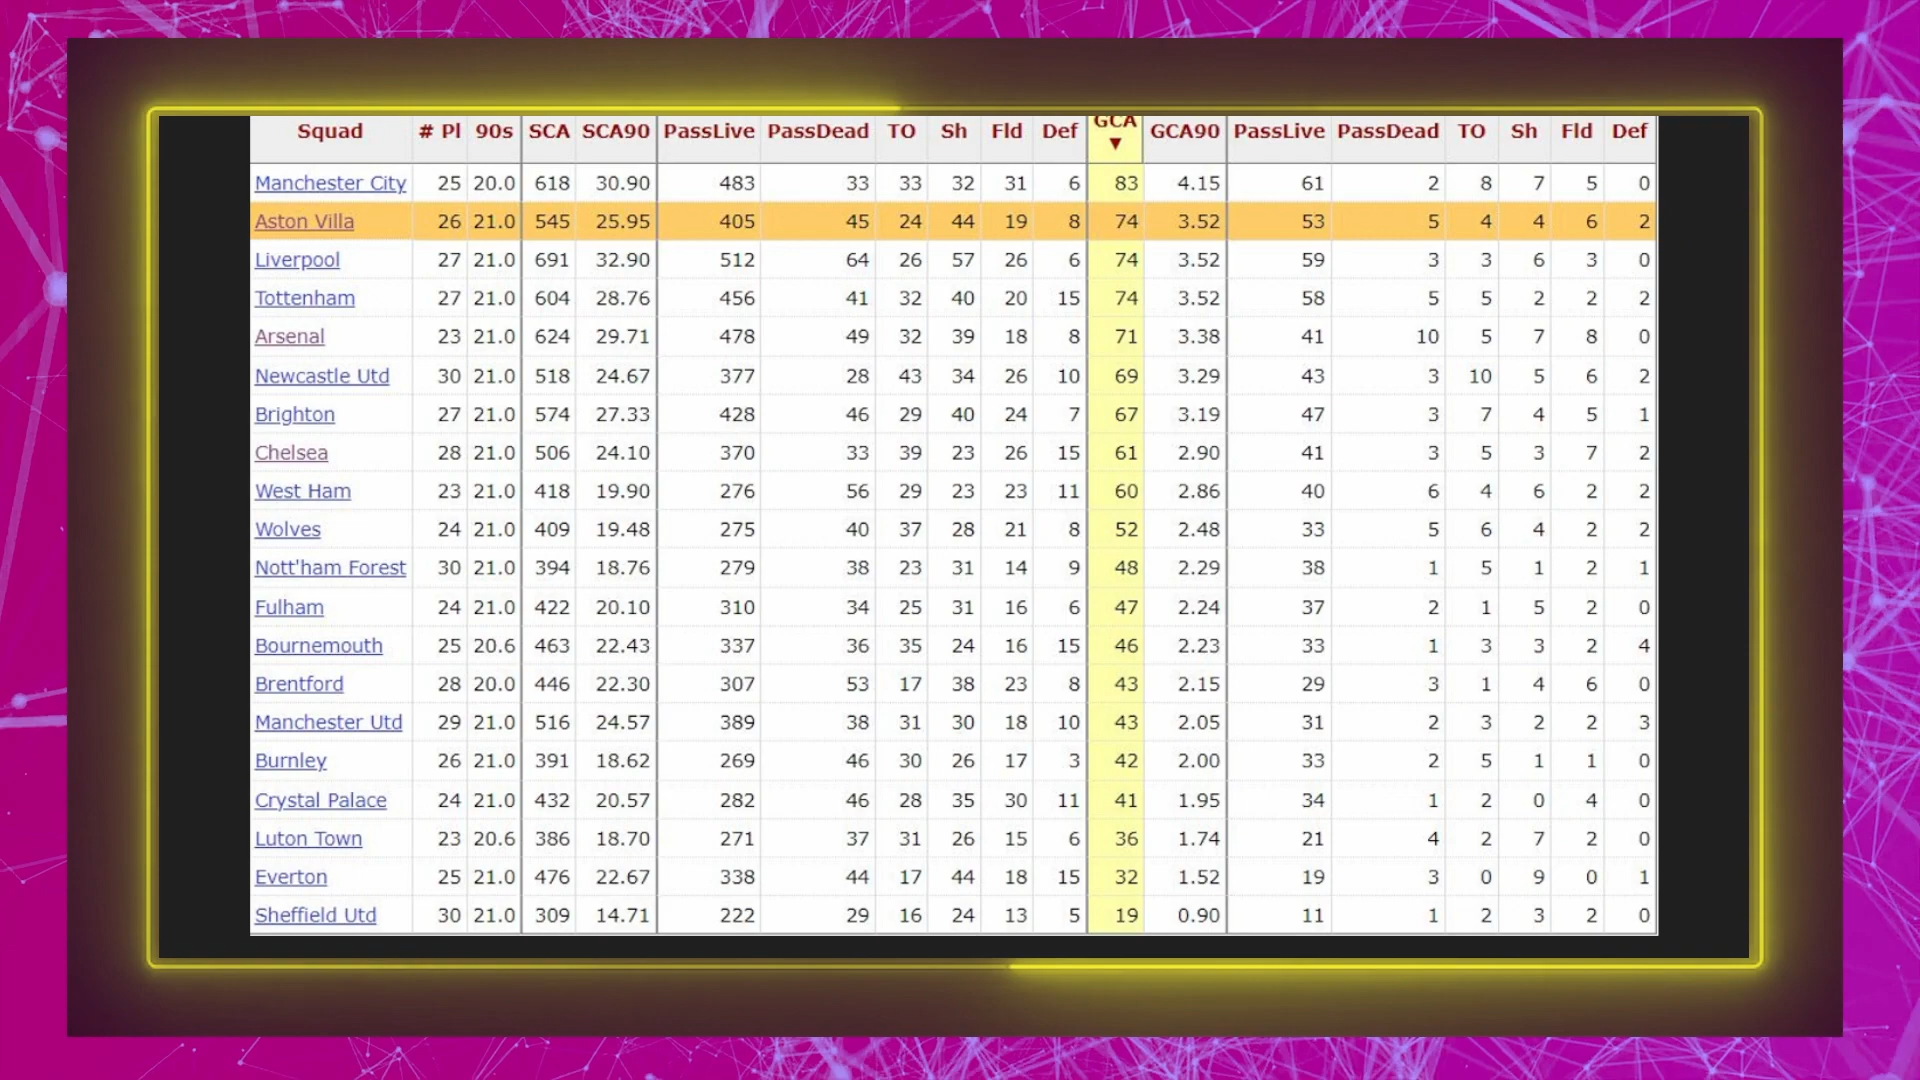 Squad # Pl 90s SCA SCA90 PassLive PassDead TO Sh Fld Def GCA ▼ GCA90 PassLive PassDead TO Sh Fld Def
Manchester City 25 20.0 618 30.90 483 33 33 32 31 6 83 4.15 61 2 8 7 5 0
Aston Villa 26 21.0 545 25.95 405 45 24 44 19 8 74 3.52 53 5 4 4 6 2
Liverpool 27 21.0 691 32.90 512 64 26 57 26 6 74 3.52 59 3 3 6 3 0
Tottenham 27 21.0 604 28.76 456 41 32 40 20 15 74 3.52 58 5 5 2 2 2
Arsenal 23 21.0 624 29.71 478 49 32 39 18 8 71 3.38 41 10 5 7 8 0
Newcastle Utd 30 21.0 518 24.67 377 28 43 34 26 10 69 3.29 43 3 10 5 6 2
Brighton 27 21.0 574 27.33 428 46 29 40 24 7 67 3.19 47 3 7 4 5 1
Chelsea 28 21.0 506 24.10 370 33 39 23 26 15 61 2.90 41 3 5 3 7 2
West Ham 23 21.0 418 19.90 276 56 29 23 23 11 60 2.86 40 6 4 6 2 2
Wolves 24 21.0 409 19.48 275 40 37 28 21 8 52 2.48 33 5 6 4 2 2
Nott'ham Forest 30 21.0 394 18.76 279 38 23 31 14 9 48 2.29 38 1 5 1 2 1
Fulham 24 21.0 422 20.10 310 34 25 31 16 6 47 2.24 37 2 1 5 2 0
Bournemouth 25 20.6 463 22.43 337 36 35 24 16 15 46 2.23 33 1 3 3 2 4
Brentford 28 20.0 446 22.30 307 53 17 38 23 8 43 2.15 29 3 1 4 6 0
Manchester Utd 29 21.0 516 24.57 389 38 31 30 18 10 43 2.05 31 2 3 2 2 3
Burnley 26 21.0 391 18.62 269 46 30 26 17 3 42 2.00 33 2 5 1 1 0
Crystal Palace 24 21.0 432 20.57 282 46 28 35 30 11 41 1.95 34 1 2 0 4 0
Luton Town 23 20.6 386 18.70 271 37 31 26 15 6 36 1.74 21 4 2 7 2 0
Everton 25 21.0 476 22.67 338 44 17 44 18 15 32 1.52 19 3 0 9 0 1
Sheffield Utd 30 21.0 309 14.71 222 29 16 24 13 5 19 0.90 11 1 2 3 2 0